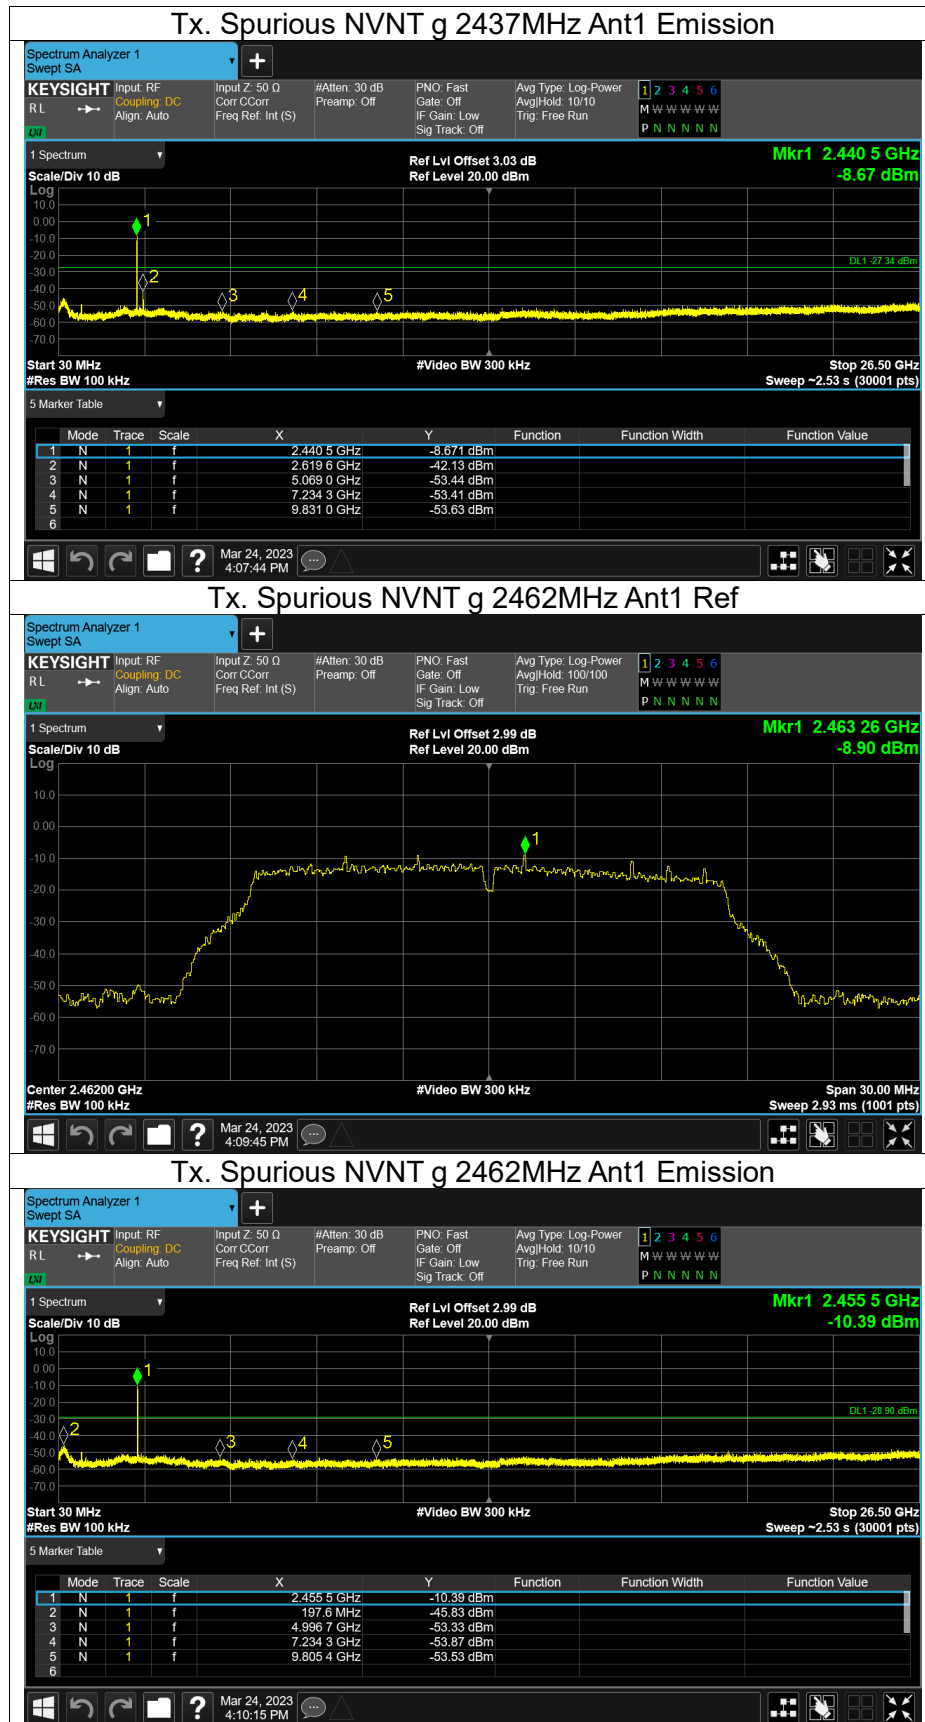 Tx. Spurious NVNT g 2437MHz Ant1 Emission
Spectrum Analyzer 1
Swept SA
+
KEYSIGHT Input: RF Input Z: 50 Ω #Atten: 30 dB PNO: Fast Avg Type: Log-Power 1 2 3 4 5 6
RL Coupling: DC Corr CCorr Preamp: Off Gate: Off Avg|Hold: 10/10 M W W W W W
Align: Auto Freq Ref: Int (S) IF Gain: Low Trig: Free Run
LXI Sig Track: Off P N N N N N
1 Spectrum Ref Lvl Offset 3.03 dB Mkr1 2.440 5 GHz
Scale/Div 10 dB Ref Level 20.00 dBm -8.67 dBm
Log
10.0
0.00 1
-10.0
-20.0 DL1 -27.34 dBm
-30.0 2
-40.0
-50.0 3 4 5
-60.0
-70.0
Start 30 MHz #Video BW 300 kHz Stop 26.50 GHz
#Res BW 100 kHz Sweep ~2.53 s (30001 pts)
5 Marker Table
Mode Trace Scale X Y Function Function Width Function Value
1 N 1 f 2.440 5 GHz -8.671 dBm
2 N 1 f 2.619 6 GHz -42.13 dBm
3 N 1 f 5.069 0 GHz -53.44 dBm
4 N 1 f 7.234 3 GHz -53.41 dBm
5 N 1 f 9.831 0 GHz -53.63 dBm
6
? Mar 24, 2023
4:07:44 PM
Tx. Spurious NVNT g 2462MHz Ant1 Ref
Spectrum Analyzer 1
Swept SA
+
KEYSIGHT Input: RF Input Z: 50 Ω #Atten: 30 dB PNO: Fast Avg Type: Log-Power 1 2 3 4 5 6
RL Coupling: DC Corr CCorr Preamp: Off Gate: Off Avg|Hold: 100/100 M W W W W W
Align: Auto Freq Ref: Int (S) IF Gain: Low Trig: Free Run
LXI Sig Track: Off P N N N N N
1 Spectrum Ref Lvl Offset 2.99 dB Mkr1 2.463 26 GHz
Scale/Div 10 dB Ref Level 20.00 dBm -8.90 dBm
Log
10.0
0.00
1
-10.0
-20.0
-30.0
-40.0
-50.0
-60.0
-70.0
Center 2.46200 GHz #Video BW 300 kHz Span 30.00 MHz
#Res BW 100 kHz Sweep 2.93 ms (1001 pts)
? Mar 24, 2023
4:09:45 PM
Tx. Spurious NVNT g 2462MHz Ant1 Emission
Spectrum Analyzer 1
Swept SA
+
KEYSIGHT Input: RF Input Z: 50 Ω #Atten: 30 dB PNO: Fast Avg Type: Log-Power 1 2 3 4 5 6
RL Coupling: DC Corr CCorr Preamp: Off Gate: Off Avg|Hold: 10/10 M W W W W W
Align: Auto Freq Ref: Int (S) IF Gain: Low Trig: Free Run
LXI Sig Track: Off P N N N N N
1 Spectrum Ref Lvl Offset 2.99 dB Mkr1 2.455 5 GHz
Scale/Div 10 dB Ref Level 20.00 dBm -10.39 dBm
Log
10.0
0.00 1
-10.0
-20.0 DL1 -28.90 dBm
-30.0
-40.0 2
-50.0 3 4 5
-60.0
-70.0
Start 30 MHz #Video BW 300 kHz Stop 26.50 GHz
#Res BW 100 kHz Sweep ~2.53 s (30001 pts)
5 Marker Table
Mode Trace Scale X Y Function Function Width Function Value
1 N 1 f 2.455 5 GHz -10.39 dBm
2 N 1 f 197.6 MHz -45.83 dBm
3 N 1 f 4.996 7 GHz -53.33 dBm
4 N 1 f 7.234 3 GHz -53.87 dBm
5 N 1 f 9.805 4 GHz -53.53 dBm
6
? Mar 24, 2023
4:10:15 PM